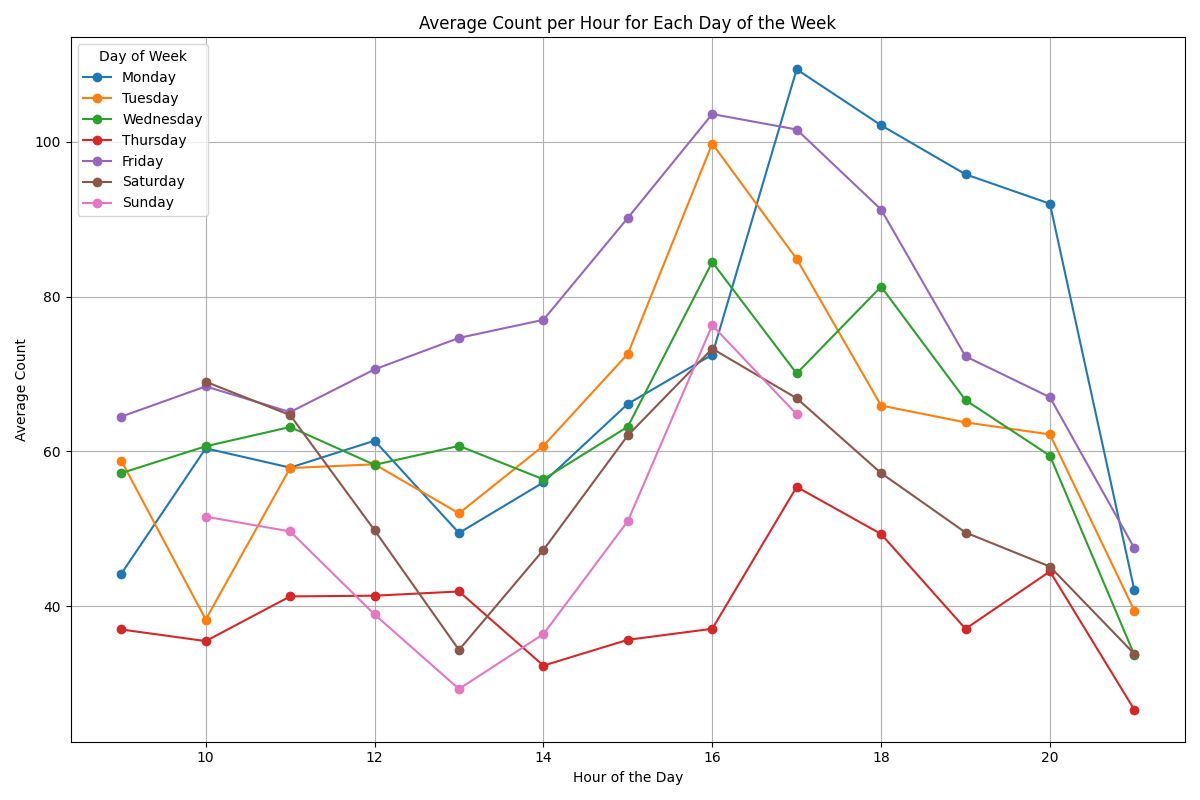 Average Count per Hour for Each Day of the Week
Day of Week
Monday
Tuesday
Wednesday
Thursday
Friday
Saturday
Sunday
Average Count
100
80
60
40
10 12 14 16 18 20
Hour of the Day